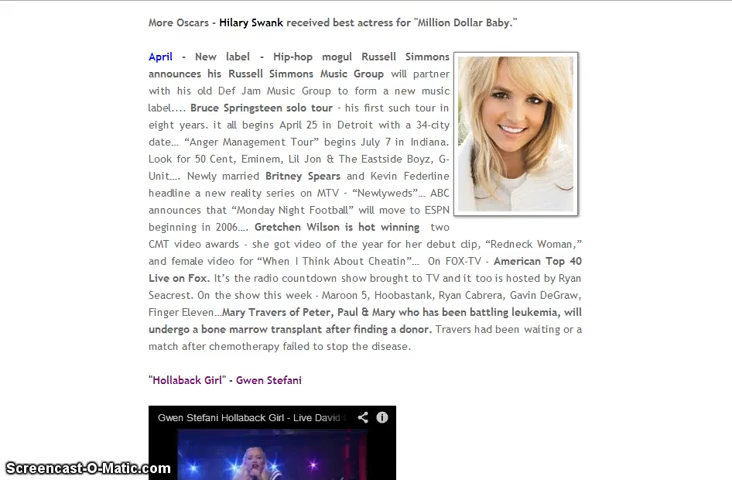 More Oscars - Hilary Swank received best actress for "Million Dollar Baby."
April - New label - Hip-hop mogul Russell Simmons
announces his Russell Simmons Music Group will partner
with his old Def Jam Music Group to form a new music
label.... Bruce Springsteen solo tour - his first such tour in
eight years. it all begins April 25 in Detroit with a 34-city
date... “Anger Management Tour” begins July 7 in Indiana.
Look for 50 Cent, Eminem, Lil Jon & The Eastside Boyz, G-
Unit…. Newly married Britney Spears and Kevin Federline
headline a new reality series on MTV - “Newlyweds”… ABC
announces that “Monday Night Football” will move to ESPN
beginning in 2006…. Gretchen Wilson is hot winning two
CMT video awards - she got video of the year for her debut clip, “Redneck Woman,”
and female video for “When I Think About Cheatin”… On FOX-TV - American Top 40
Live on Fox. It’s the radio countdown show brought to TV and it too is hosted by Ryan
Seacrest. On the show this week - Maroon 5, Hoobastank, Ryan Cabrera, Gavin DeGraw,
Finger Eleven…Mary Travers of Peter, Paul & Mary who has been battling leukemia, will
undergo a bone marrow transplant after finding a donor. Travers had been waiting or a
match after chemotherapy failed to stop the disease.
"Hollaback Girl" - Gwen Stefani
Gwen Stefani Hollaback Girl - Live David
Screencast-O-Matic.com